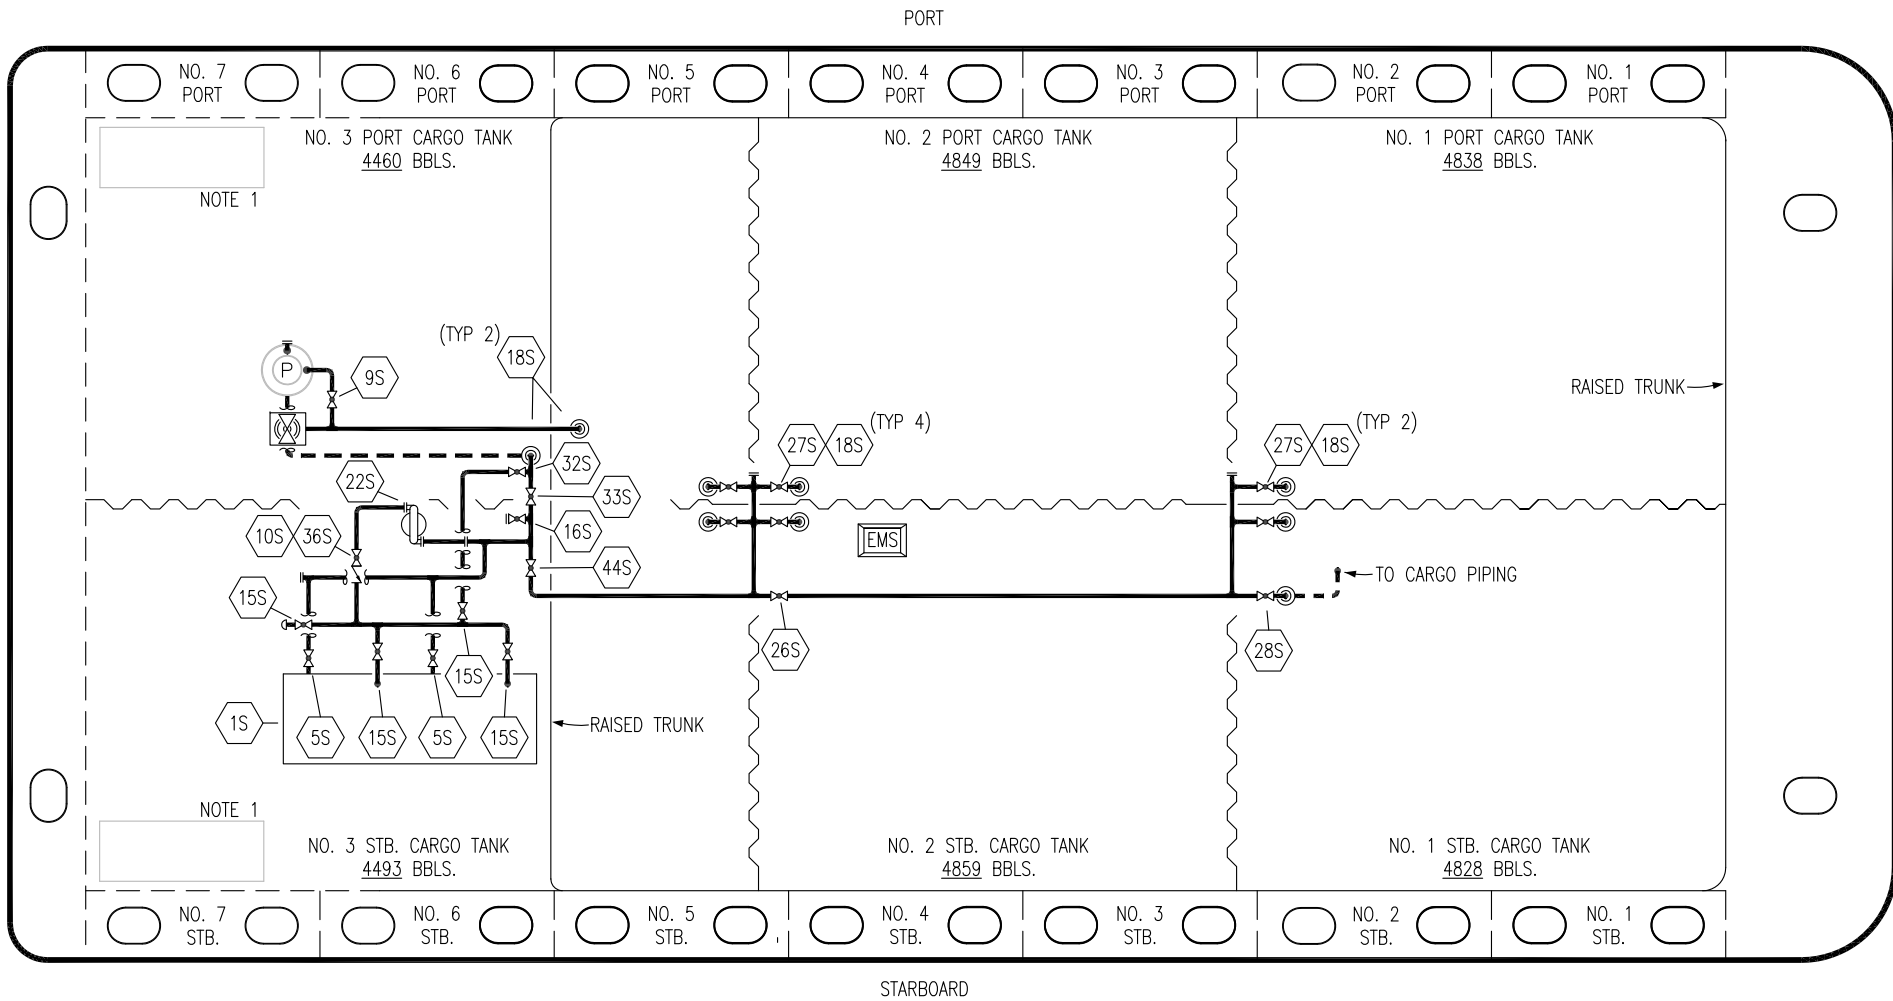 PORT
NO. 7
PORT
NO. 6
PORT
NO. 5
PORT
NO. 4
PORT
NO. 3
PORT
NO. 2
PORT
NO. 1
PORT
NO. 3 PORT CARGO TANK
4460 BBLS.
NO. 2 PORT CARGO TANK
4849 BBLS.
NO. 1 PORT CARGO TANK
4838 BBLS.
NOTE 1
(TYP 2)
18S
P
9S
RAISED TRUNK
(TYP 4)
27S
18S
(TYP 2)
27S
18S
32S
22S
33S
10S
36S
16S
EMS
44S
TO CARGO PIPING
15S
26S
28S
15S
1S
5S
15S
5S
15S
RAISED TRUNK
NOTE 1
NO. 3 STB. CARGO TANK
4493 BBLS.
NO. 2 STB. CARGO TANK
4859 BBLS.
NO. 1 STB. CARGO TANK
4828 BBLS.
NO. 7
STB.
NO. 6
STB.
NO. 5
STB.
NO. 4
STB.
NO. 3
STB.
NO. 2
STB.
NO. 1
STB.
STARBOARD